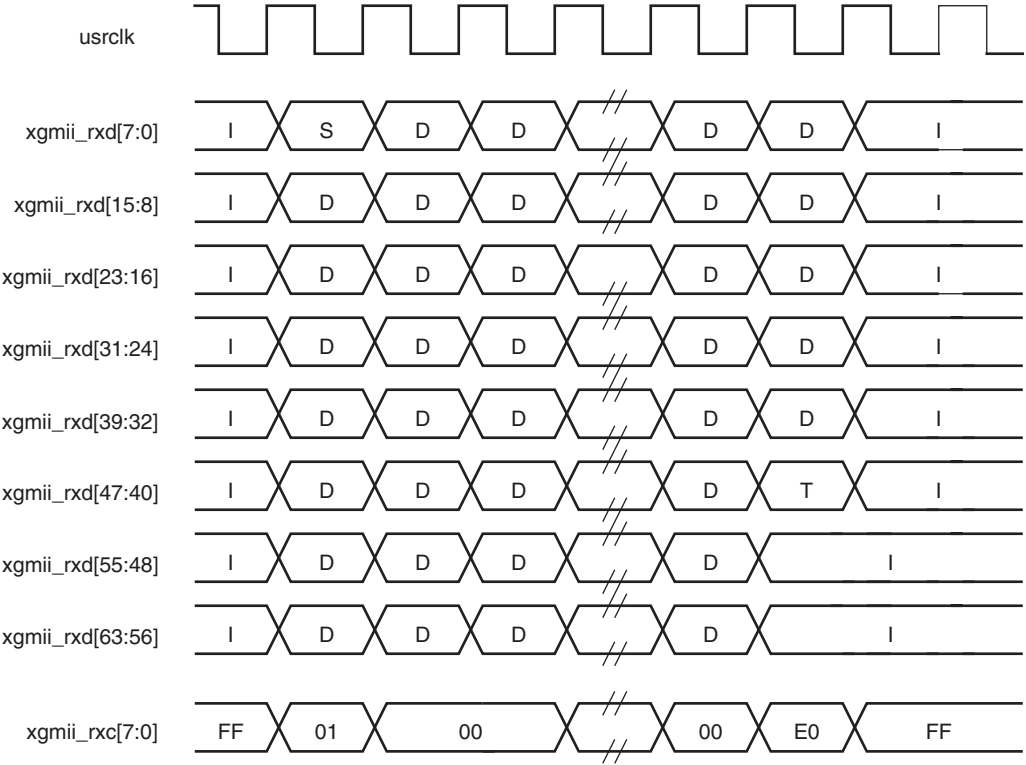 usrclk
xgmii_rxd[7:0] I S D D D D I
xgmii_rxd[15:8] I D D D D D I
xgmii_rxd[23:16] I D D D D D I
xgmii_rxd[31:24] I D D D D D I
xgmii_rxd[39:32] I D D D D D I
xgmii_rxd[47:40] I D D D D T I
xgmii_rxd[55:48] I D D D D I
xgmii_rxd[63:56] I D D D D I
xgmii_rxc[7:0] FF 01 00 00 E0 FF